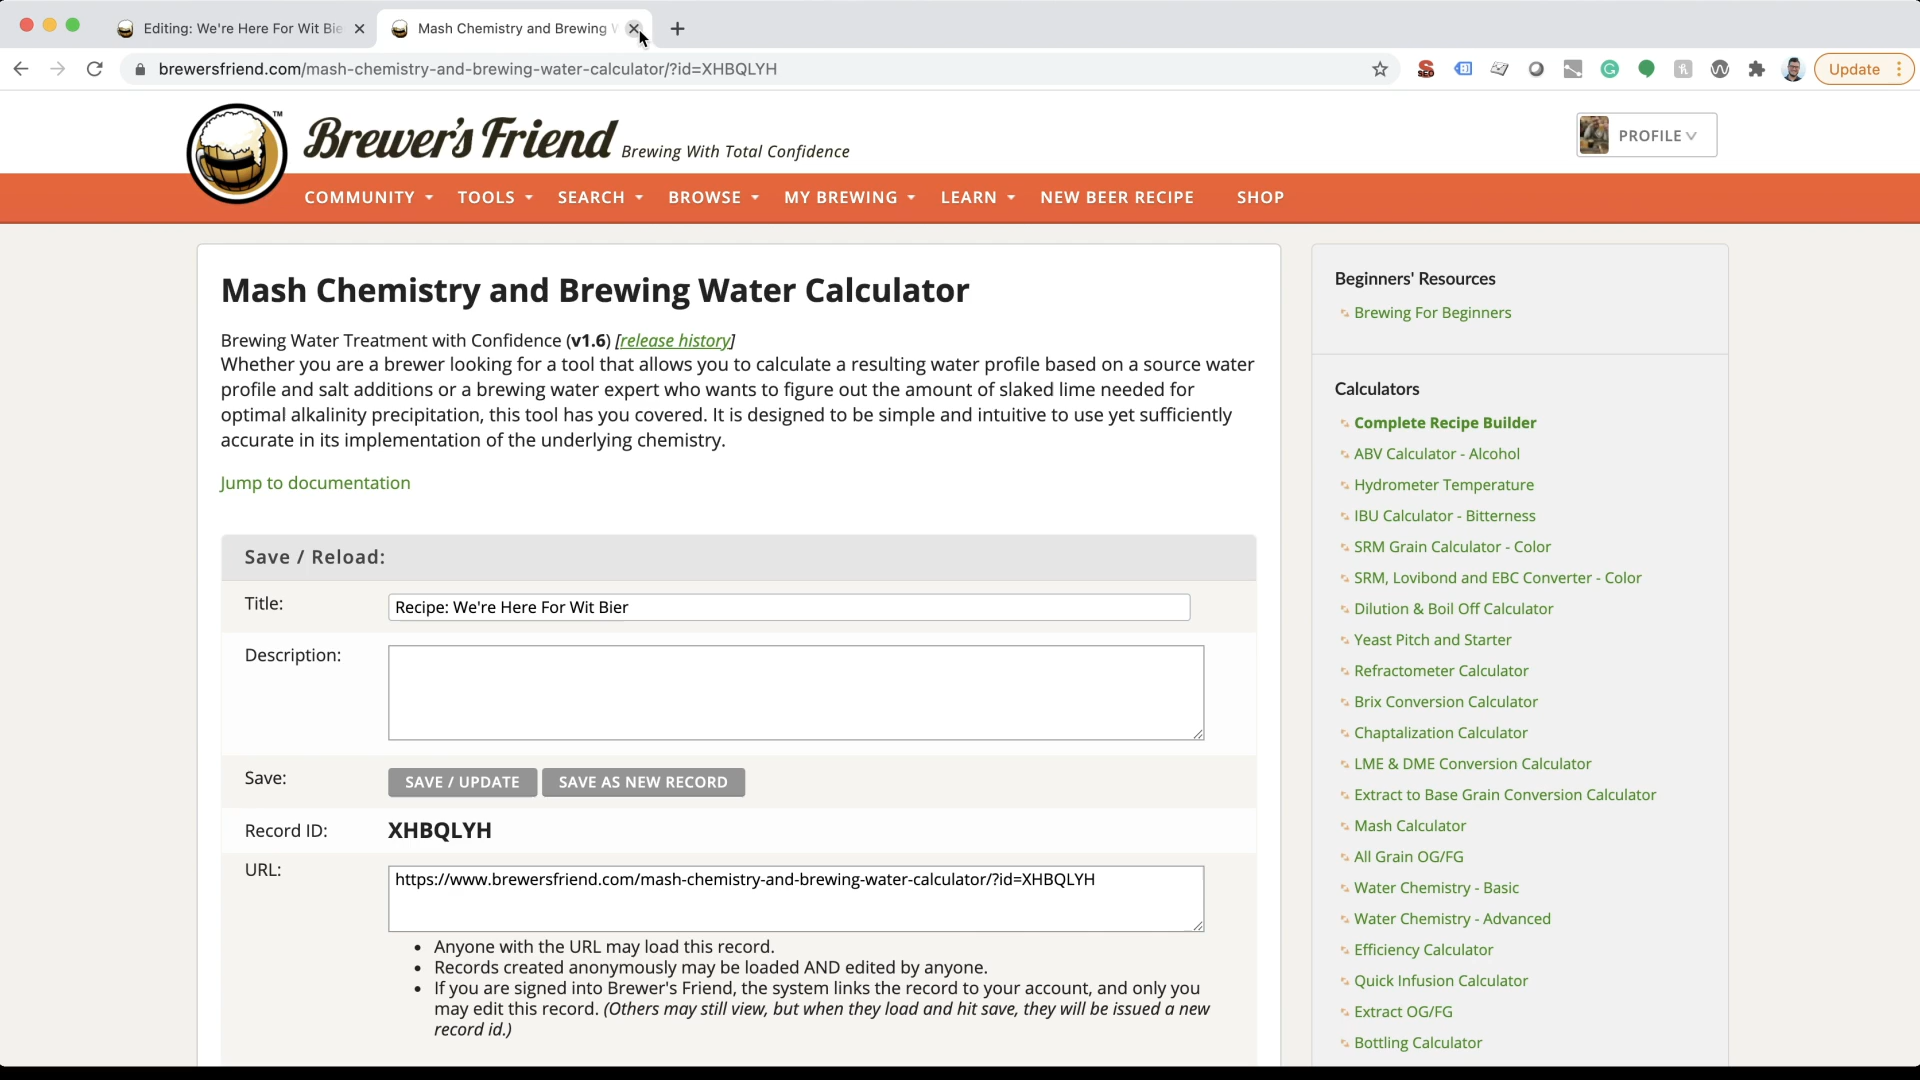 Editing: We're Here For Wit Bie
Mash Chemistry and Brewing W
brewersfriend.com/mash-chemistry-and-brewing-water-calculator/?id=XHBQLYH
SEO
Update
Brewer's Friend
TM
Brewing With Total Confidence
PROFILE
COMMUNITY
TOOLS
SEARCH
BROWSE
MY BREWING
LEARN
NEW BEER RECIPE
SHOP
Mash Chemistry and Brewing Water Calculator
Brewing Water Treatment with Confidence (v1.6) [release history]
Whether you are a brewer looking for a tool that allows you to calculate a resulting water profile based on a source water
profile and salt additions or a brewing water expert who wants to figure out the amount of slaked lime needed for
optimal alkalinity precipitation, this tool has you covered. It is designed to be simple and intuitive to use yet sufficiently
accurate in its implementation of the underlying chemistry.
Jump to documentation
Save / Reload:
Title:
Recipe: We're Here For Wit Bier
Description:
Save:
SAVE / UPDATE
SAVE AS NEW RECORD
Record ID:
XHBQLYH
URL:
https://www.brewersfriend.com/mash-chemistry-and-brewing-water-calculator/?id=XHBQLYH
• Anyone with the URL may load this record.
• Records created anonymously may be loaded AND edited by anyone.
• If you are signed into Brewer's Friend, the system links the record to your account, and only you
may edit this record. (Others may still view, but when they load and hit save, they will be issued a new
record id.)
Beginners' Resources
Brewing For Beginners
Calculators
Complete Recipe Builder
ABV Calculator - Alcohol
Hydrometer Temperature
IBU Calculator - Bitterness
SRM Grain Calculator - Color
SRM, Lovibond and EBC Converter - Color
Dilution & Boil Off Calculator
Yeast Pitch and Starter
Refractometer Calculator
Brix Conversion Calculator
Chaptalization Calculator
LME & DME Conversion Calculator
Extract to Base Grain Conversion Calculator
Mash Calculator
All Grain OG/FG
Water Chemistry - Basic
Water Chemistry - Advanced
Efficiency Calculator
Quick Infusion Calculator
Extract OG/FG
Bottling Calculator